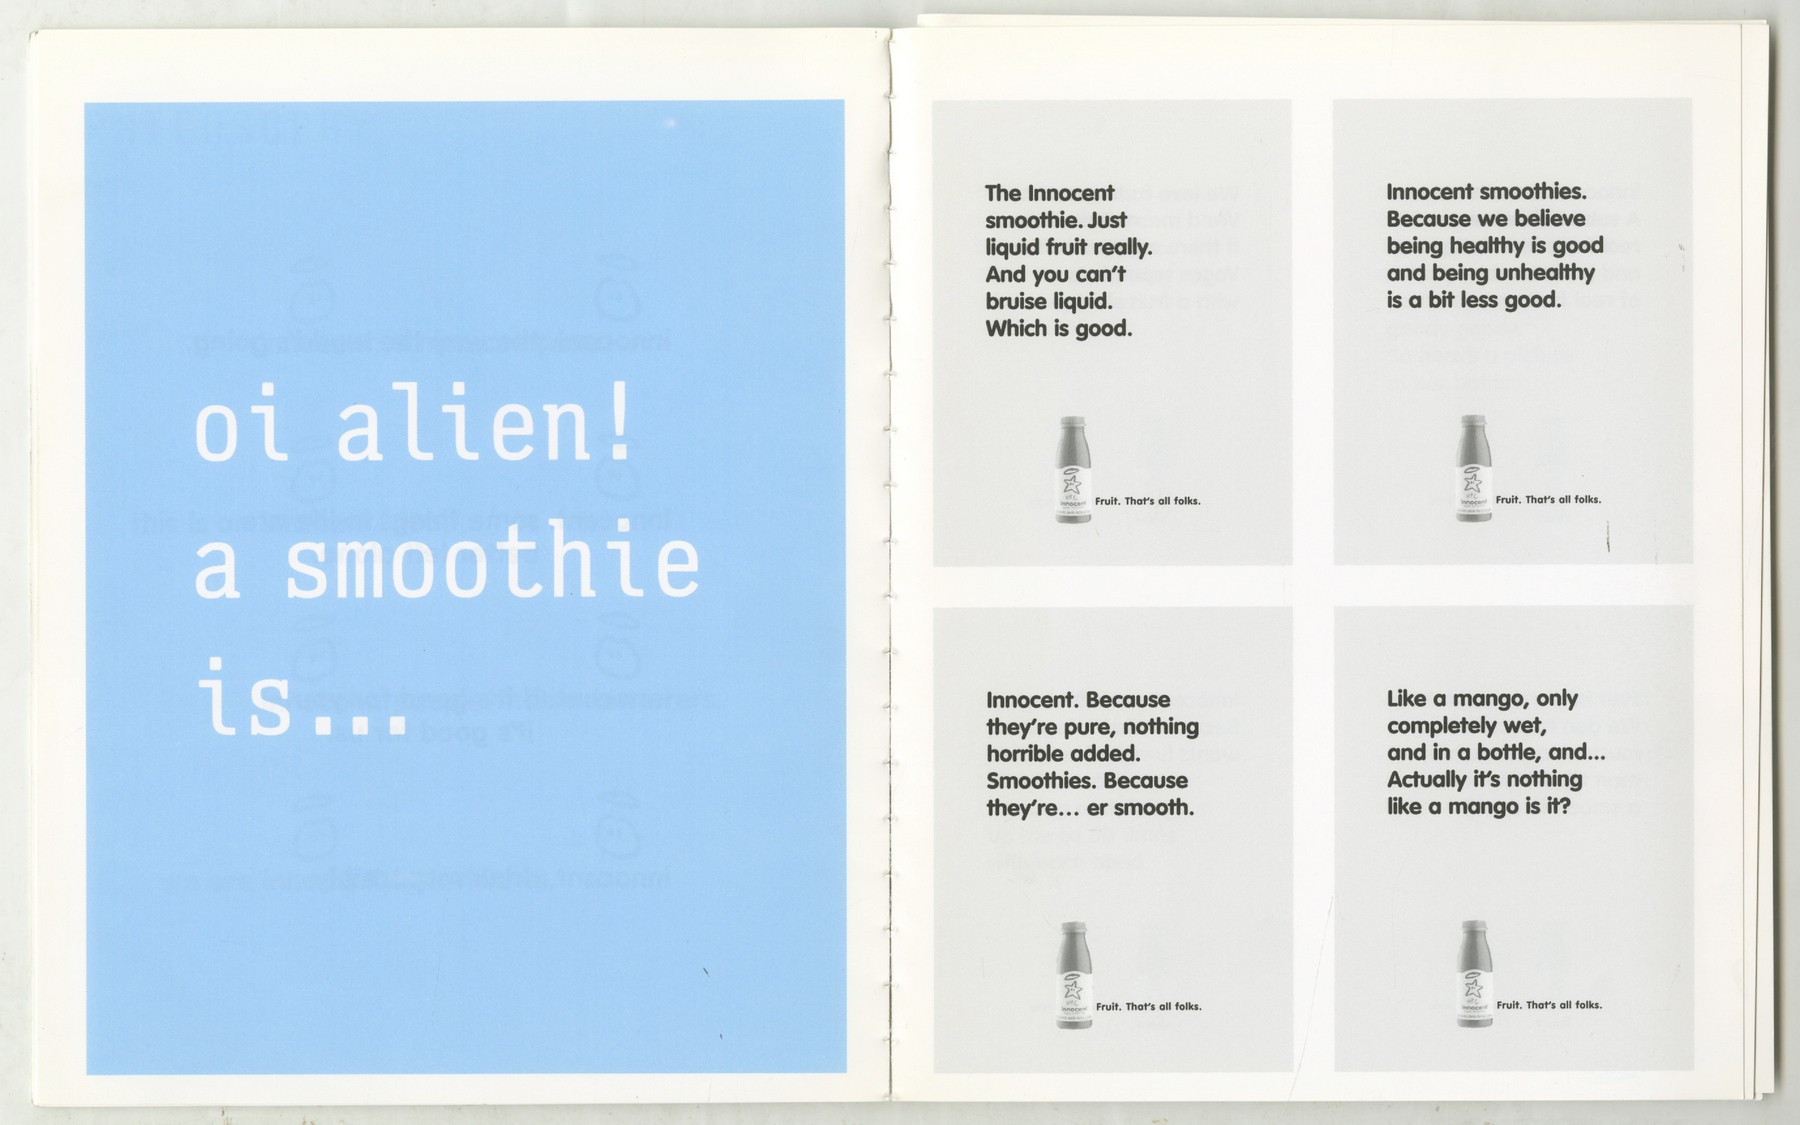 oi alien!
a smoothie
is...
The Innocent
smoothie. Just
liquid fruit really.
And you can't
bruise liquid.
Which is good.
innocent
Fruit. That's all folks.
Innocent smoothies.
Because we believe
being healthy is good
and being unhealthy
is a bit less good.
innocent
Fruit. That's all folks.
Innocent. Because
they're pure, nothing
horrible added.
Smoothies. Because
they're... er smooth.
innocent
Fruit. That's all folks.
Like a mango, only
completely wet,
and in a bottle, and...
Actually it's nothing
like a mango is it?
innocent
Fruit. That's all folks.